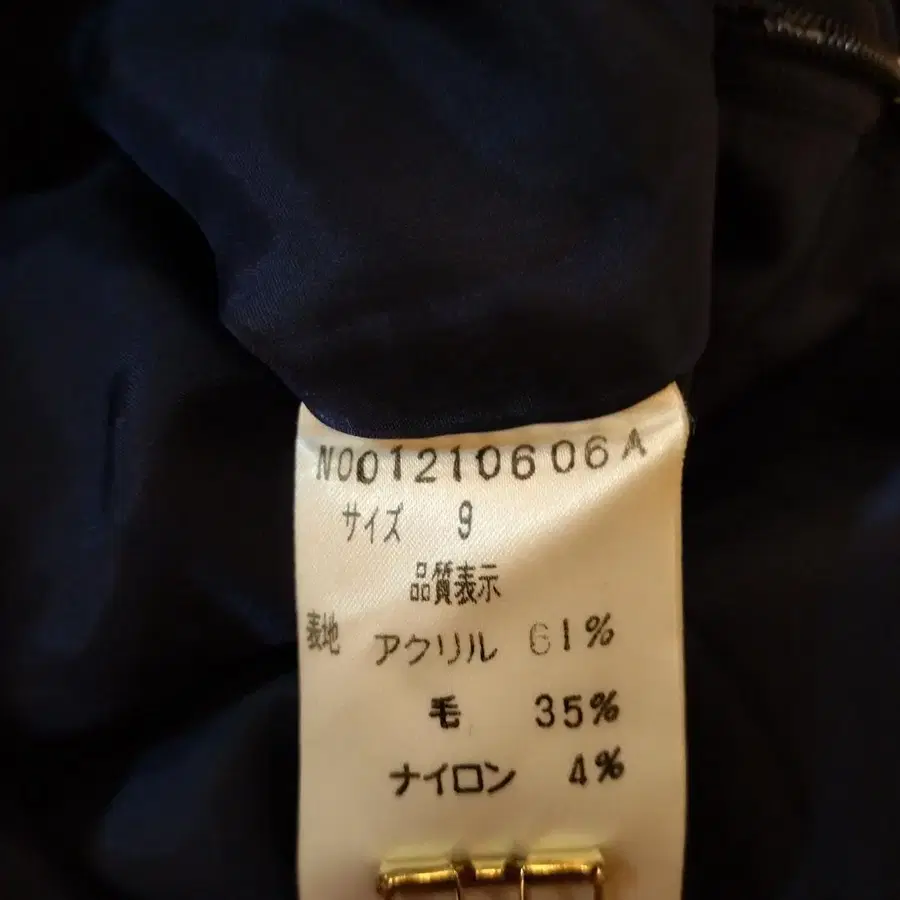 NO01210606A
サイズ 9
品質表示
表地 アクリル 61%
毛 35%
ナイロン 4%